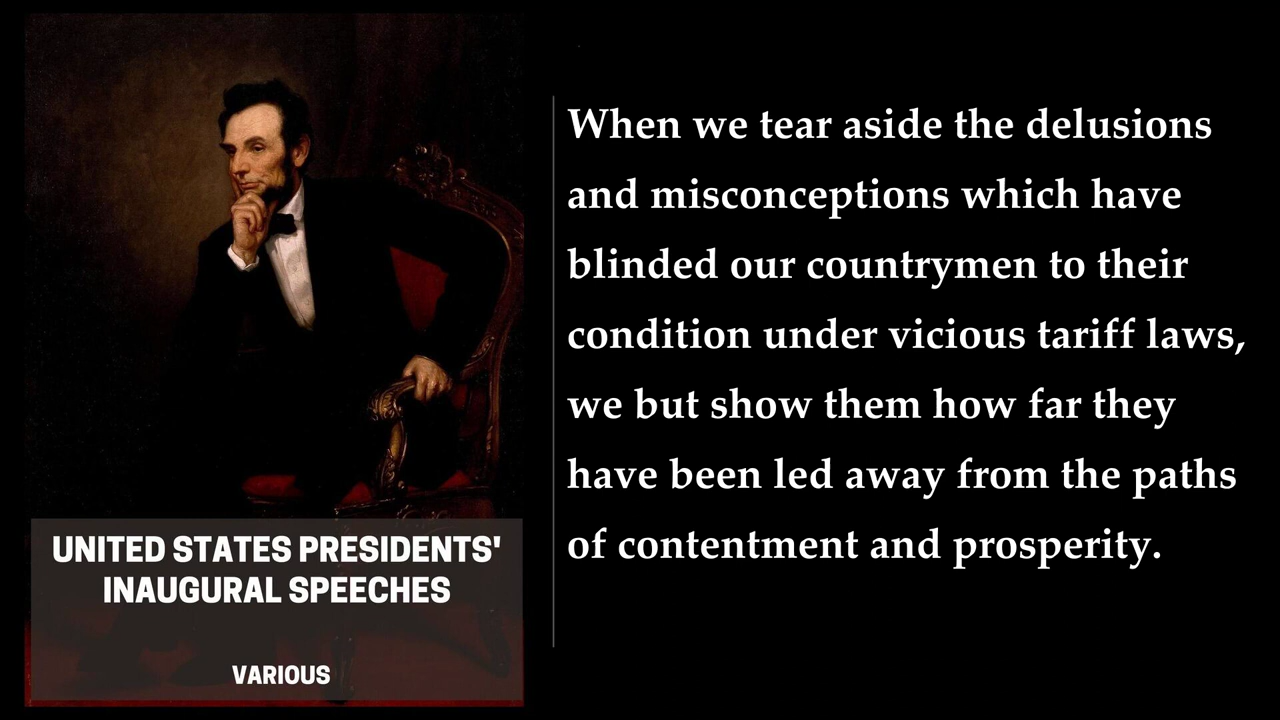 UNITED STATES PRESIDENTS'
INAUGURAL SPEECHES
VARIOUS
When we tear aside the delusions
and misconceptions which have
blinded our countrymen to their
condition under vicious tariff laws,
we but show them how far they
have been led away from the paths
of contentment and prosperity.